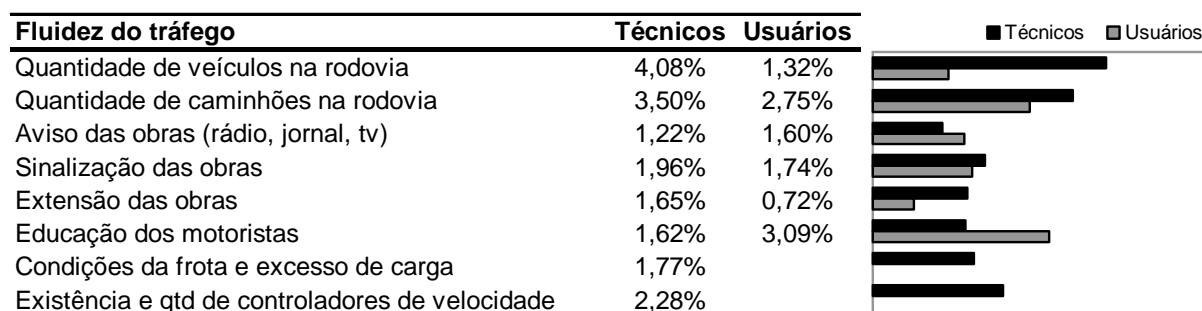 Fluidez do tráfego Técnicos Usuários Técnicos Usuários
Quantidade de veículos na rodovia 4,08% 1,32%
Quantidade de caminhões na rodovia 3,50% 2,75%
Aviso das obras (rádio, jornal, tv) 1,22% 1,60%
Sinalização das obras 1,96% 1,74%
Extensão das obras 1,65% 0,72%
Educação dos motoristas 1,62% 3,09%
Condições da frota e excesso de carga 1,77%
Existência e qtd de controladores de velocidade 2,28%